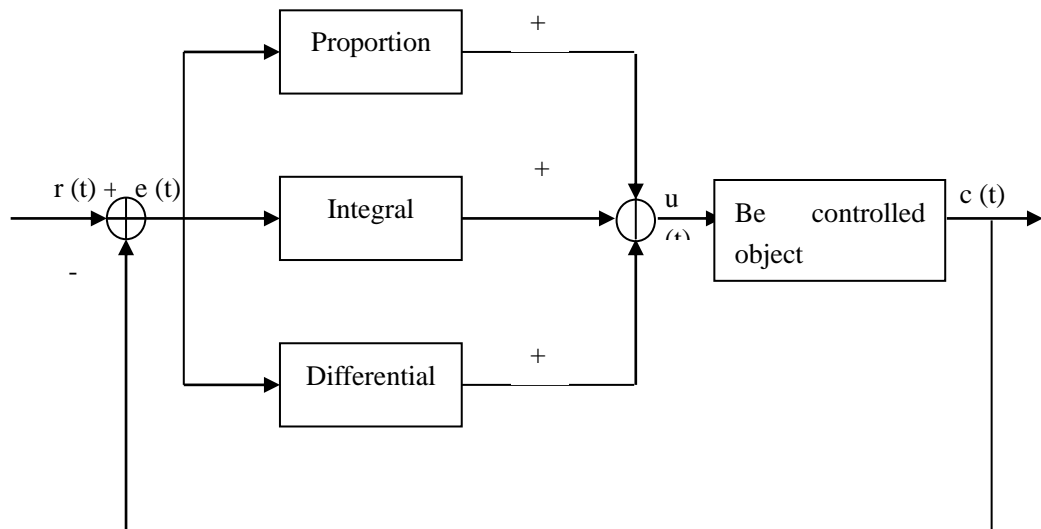 Proportion
+
r (t) + e (t)
-
Integral
+
u
(t)
Be controlled
object
c (t)
Differential
+